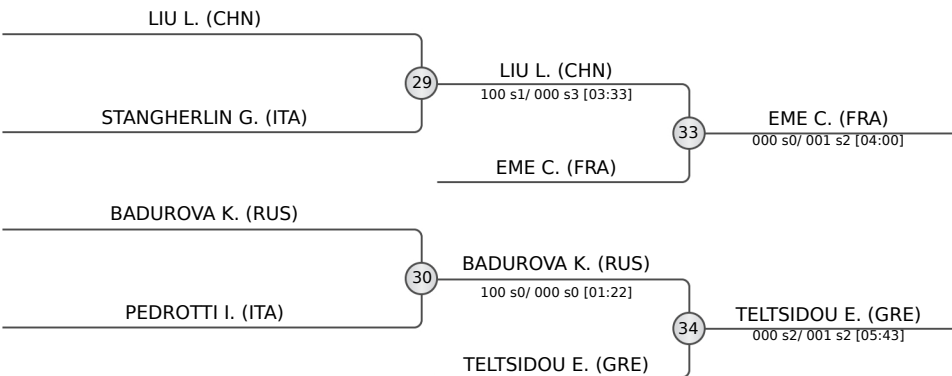 LIU L. (CHN)
29
STANGHERLIN G. (ITA)
LIU L. (CHN)
100 s1/ 000 s3 [03:33]
33
EME C. (FRA)
EME C. (FRA)
000 s0/ 001 s2 [04:00]
BADUROVA K. (RUS)
30
PEDROTTI I. (ITA)
BADUROVA K. (RUS)
100 s0/ 000 s0 [01:22]
34
TELTSIDOU E. (GRE)
TELTSIDOU E. (GRE)
000 s2/ 001 s2 [05:43]